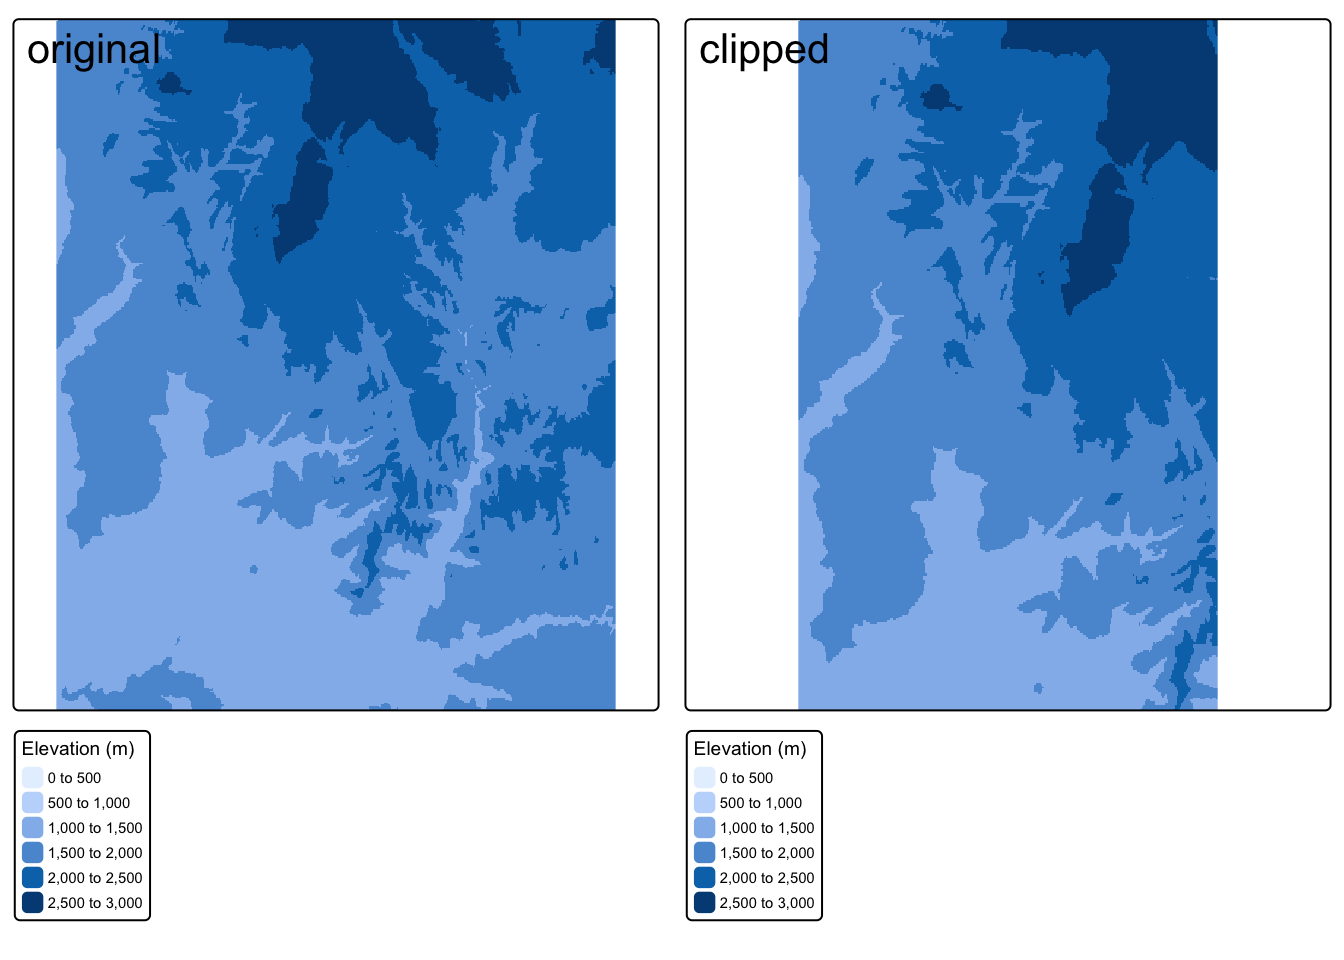 original
clipped
Elevation (m)
0 to 500
500 to 1,000
1,000 to 1,500
1,500 to 2,000
2,000 to 2,500
2,500 to 3,000
Elevation (m)
0 to 500
500 to 1,000
1,000 to 1,500
1,500 to 2,000
2,000 to 2,500
2,500 to 3,000